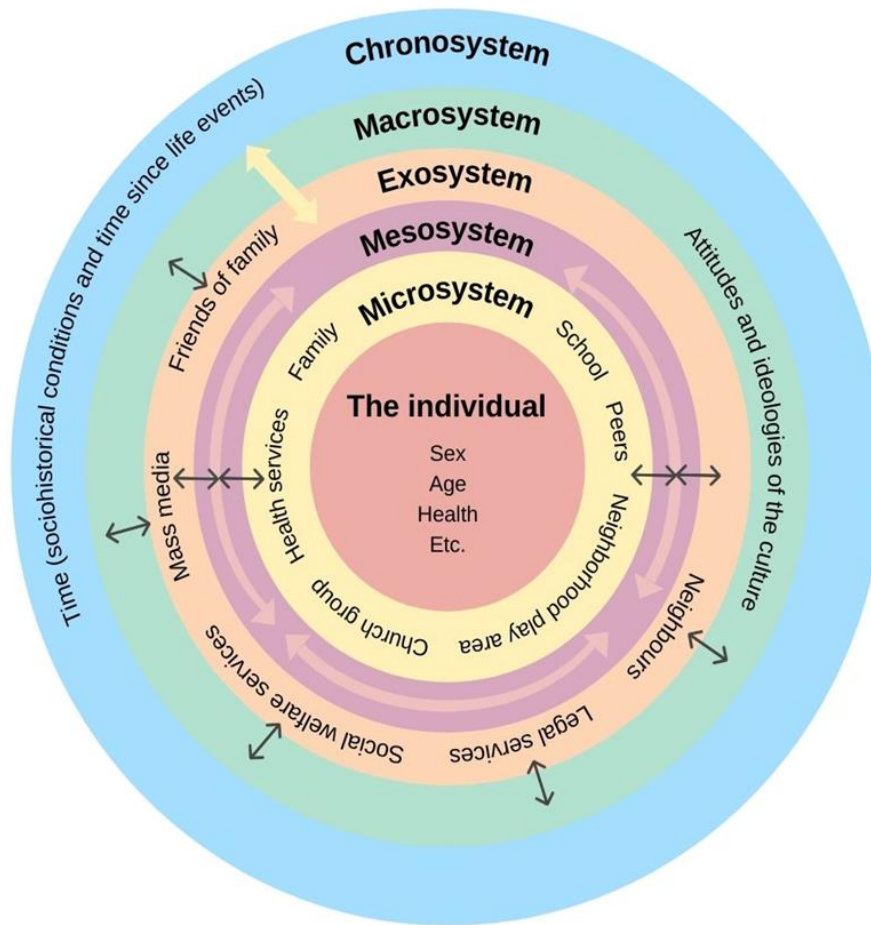 Chronosystem
Time (sociohistorical conditions and time since life events)
Macrosystem
Attitudes and ideologies of the culture
Exosystem
Friends of family
Mass media
Social welfare services
Legal services
Neighbours
Mesosystem
Microsystem
Family
School
Peers
Neighborhood play area
Church group
Health services
The individual
Sex
Age
Health
Etc.